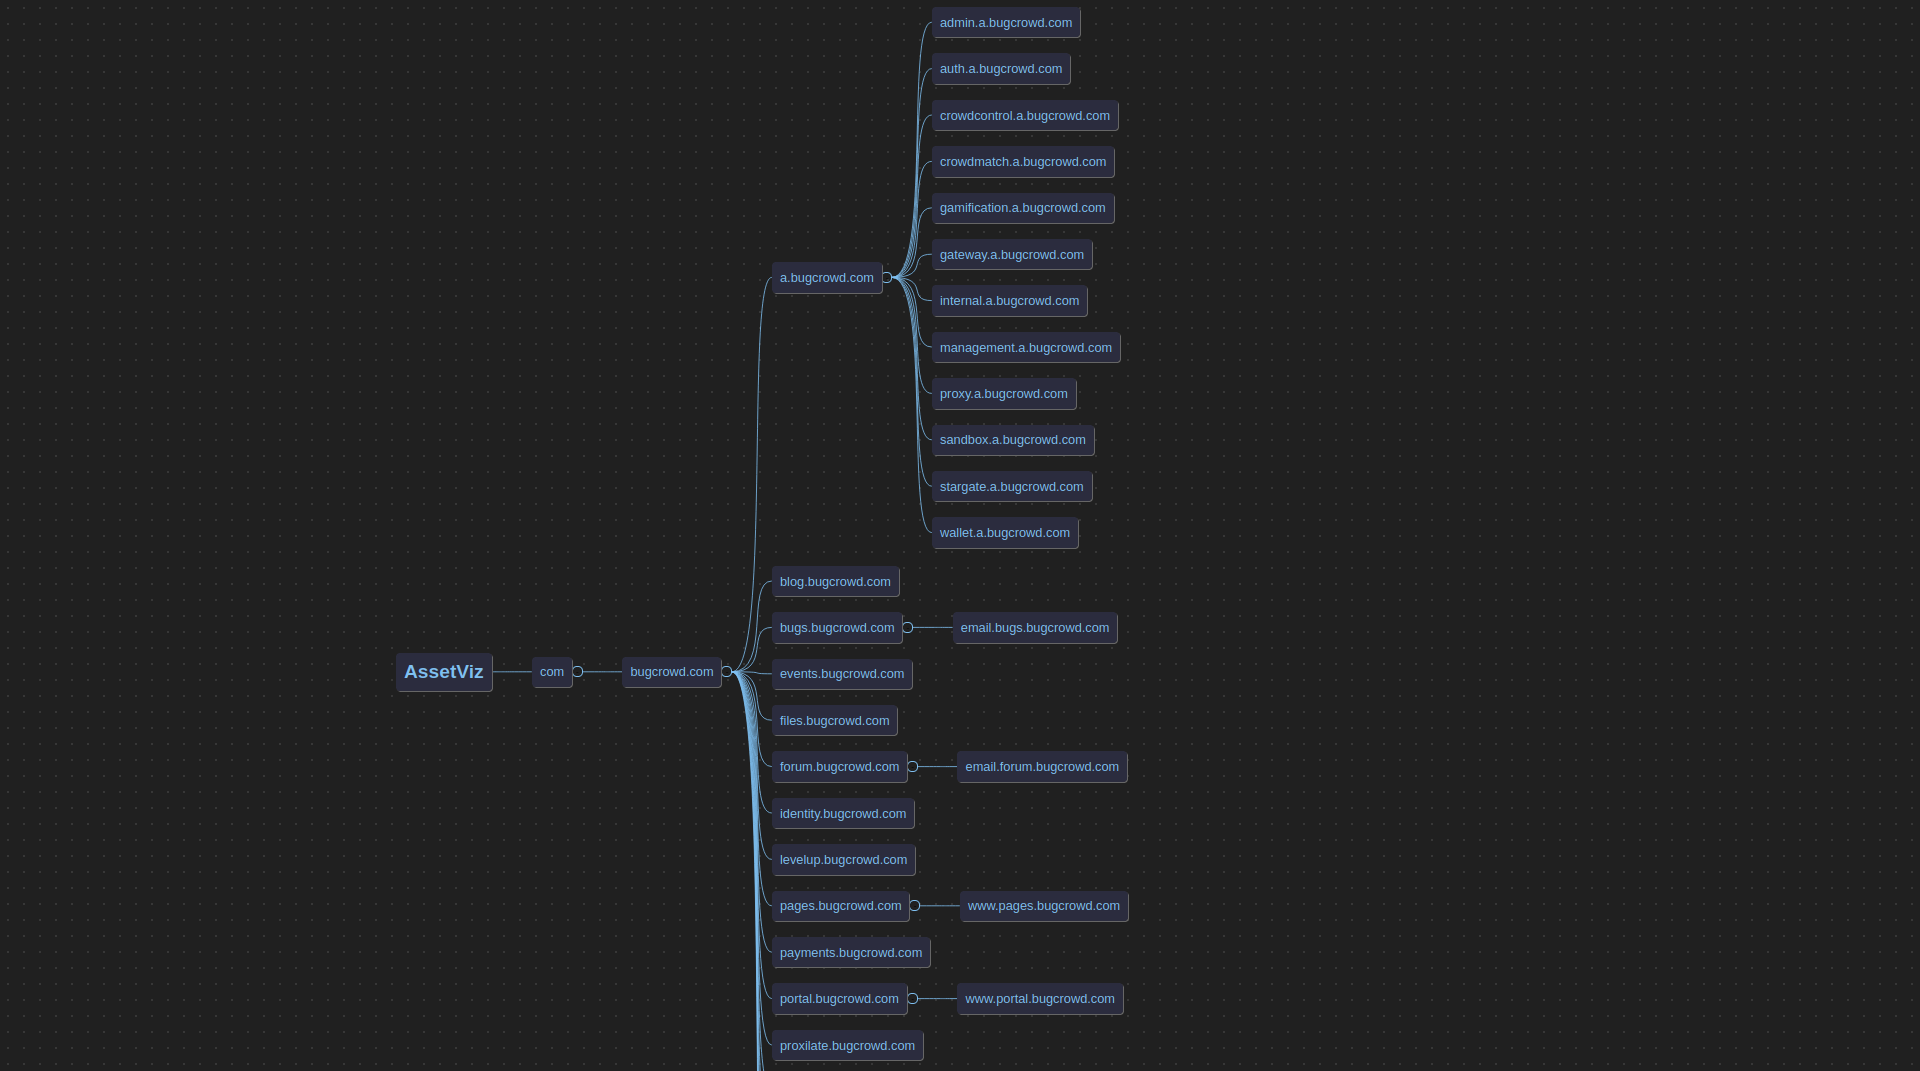 admin.a.bugcrowd.com
auth.a.bugcrowd.com
crowdcontrol.a.bugcrowd.com
crowdmatch.a.bugcrowd.com
gamification.a.bugcrowd.com
gateway.a.bugcrowd.com
a.bugcrowd.com
internal.a.bugcrowd.com
management.a.bugcrowd.com
proxy.a.bugcrowd.com
sandbox.a.bugcrowd.com
stargate.a.bugcrowd.com
wallet.a.bugcrowd.com
blog.bugcrowd.com
bugs.bugcrowd.com email.bugs.bugcrowd.com
AssetViz com bugcrowd.com events.bugcrowd.com
files.bugcrowd.com
forum.bugcrowd.com email.forum.bugcrowd.com
identity.bugcrowd.com
levelup.bugcrowd.com
pages.bugcrowd.com www.pages.bugcrowd.com
payments.bugcrowd.com
portal.bugcrowd.com www.portal.bugcrowd.com
proxilate.bugcrowd.com